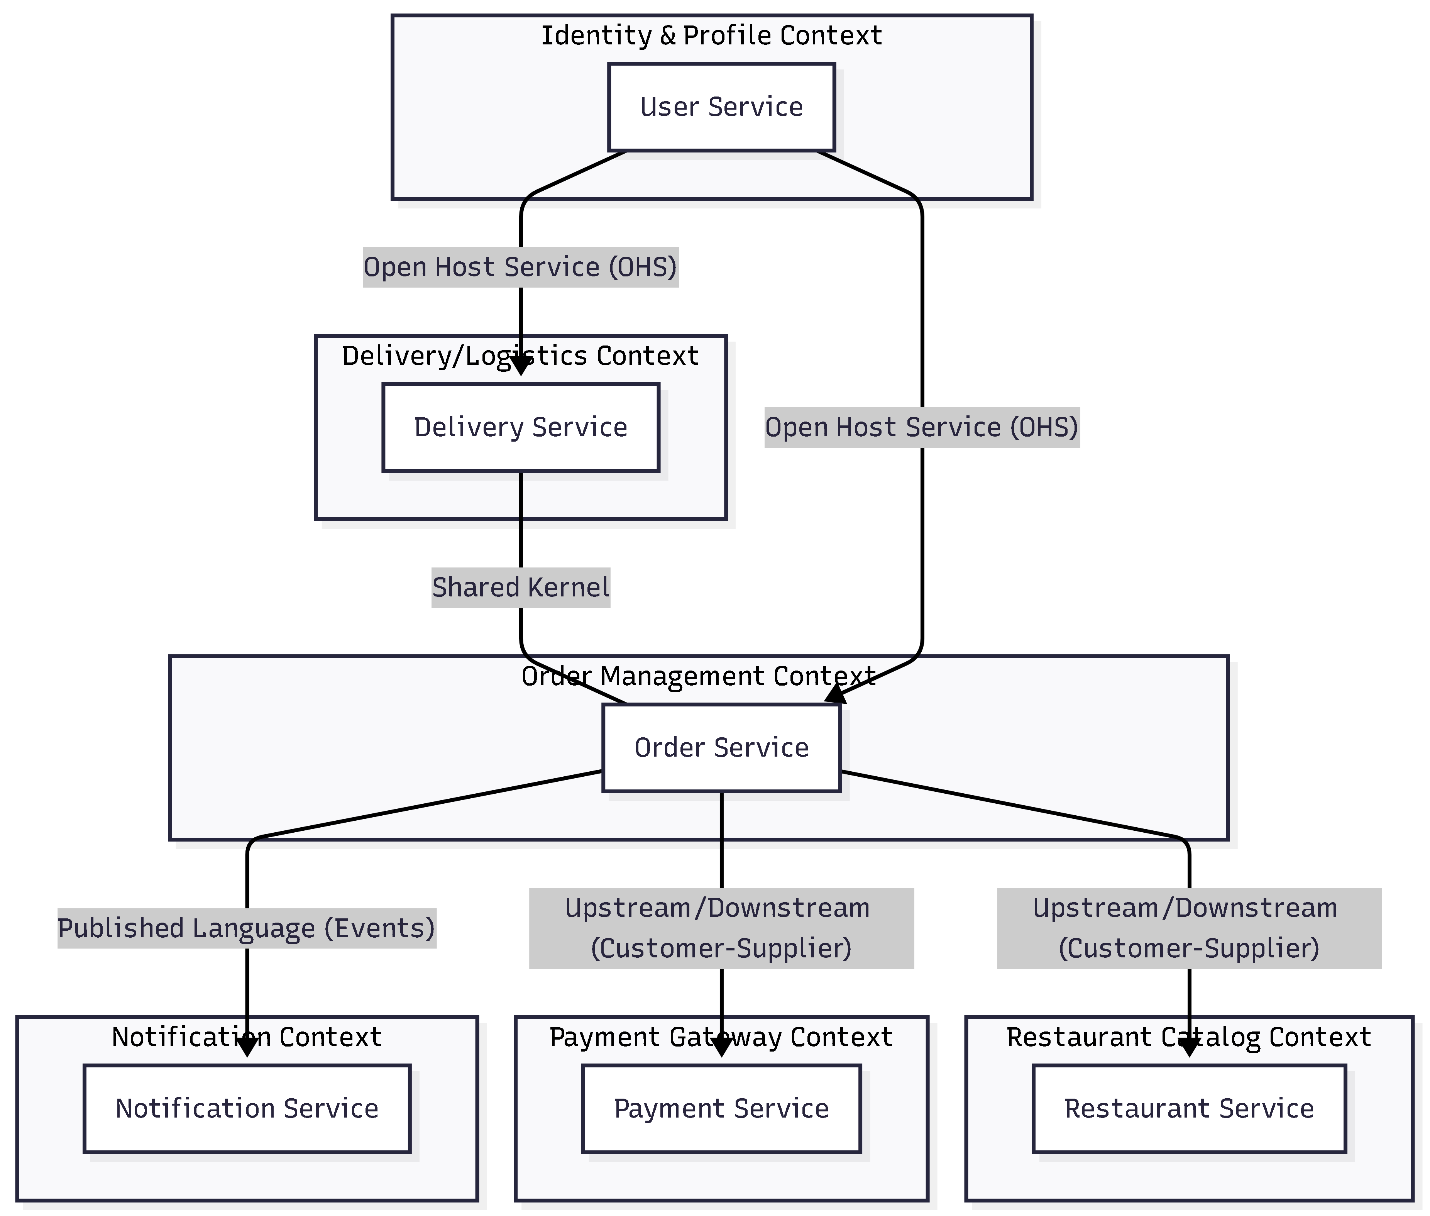 Identity & Profile Context
User Service
Open Host Service (OHS)
Delivery/Logistics Context
Delivery Service
Open Host Service (OHS)
Shared Kernel
Order Management Context
Order Service
Published Language (Events)
Upstream/Downstream
(Customer-Supplier)
Upstream/Downstream
(Customer-Supplier)
Notification Context
Notification Service
Payment Gateway Context
Payment Service
Restaurant Catalog Context
Restaurant Service